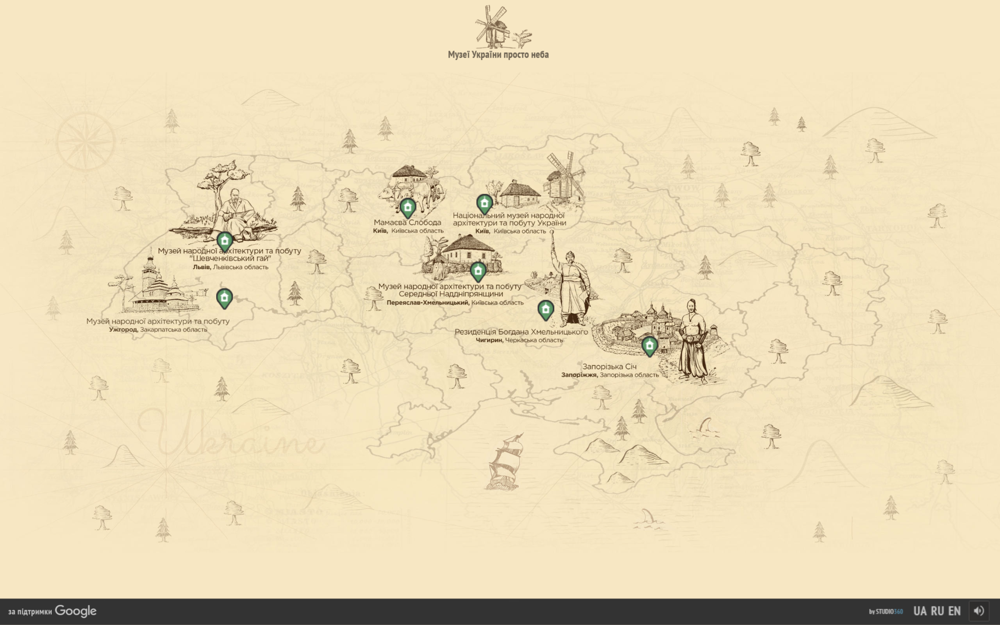 Музеї України просто неба
Мамаєва Слобода
Київ, Київська область
Національний музей народної
архітектури та побуту України
Київ, Київська область
Музей народної архітектури та побуту
"Шевченківський гай"
Львів, Львівська область
Музей народної архітектури та побуту
Середньої Наддніпрянщини
Переяслав-Хмельницький, Київська область
Музей народної архітектури та побуту
Ужгород, Закарпатська область
Резиденція Богдана Хмельницького
Чигирин, Черкаська область
Запорізька Січ
Запоріжжя, Запорізька область
Ukraine
за підтримки Google
by STUDIO360
UA RU EN